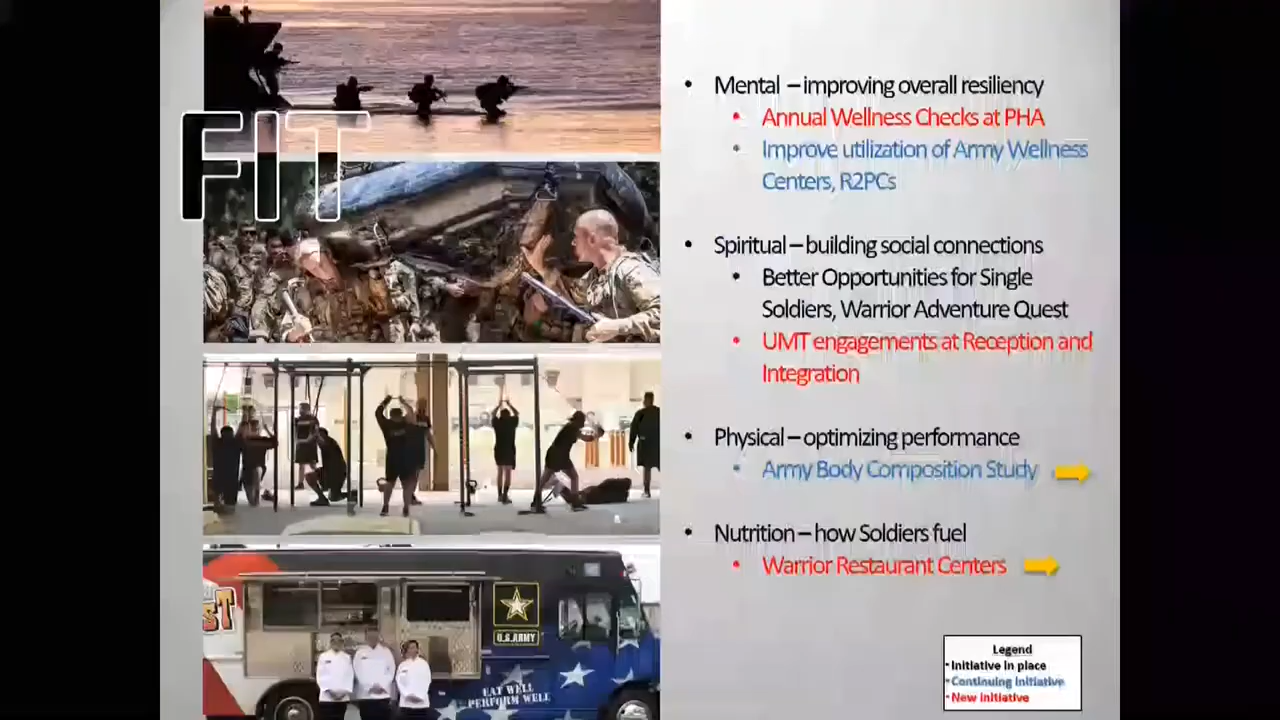 FIT
• Mental – improving overall resiliency
• Annual Wellness Checks at PHA
• Improve utilization of Army Wellness
Centers, R2PCs
• Spiritual – building social connections
• Better Opportunities for Single
Soldiers, Warrior Adventure Quest
• UMT engagements at Reception and
Integration
• Physical – optimizing performance
• Army Body Composition Study
• Nutrition – how Soldiers fuel
• Warrior Restaurant Centers
U.S.ARMY
EAT WELL
PERFORM WELL
Legend
• Initiative in place
• Continuing Initiative
• New Initiative